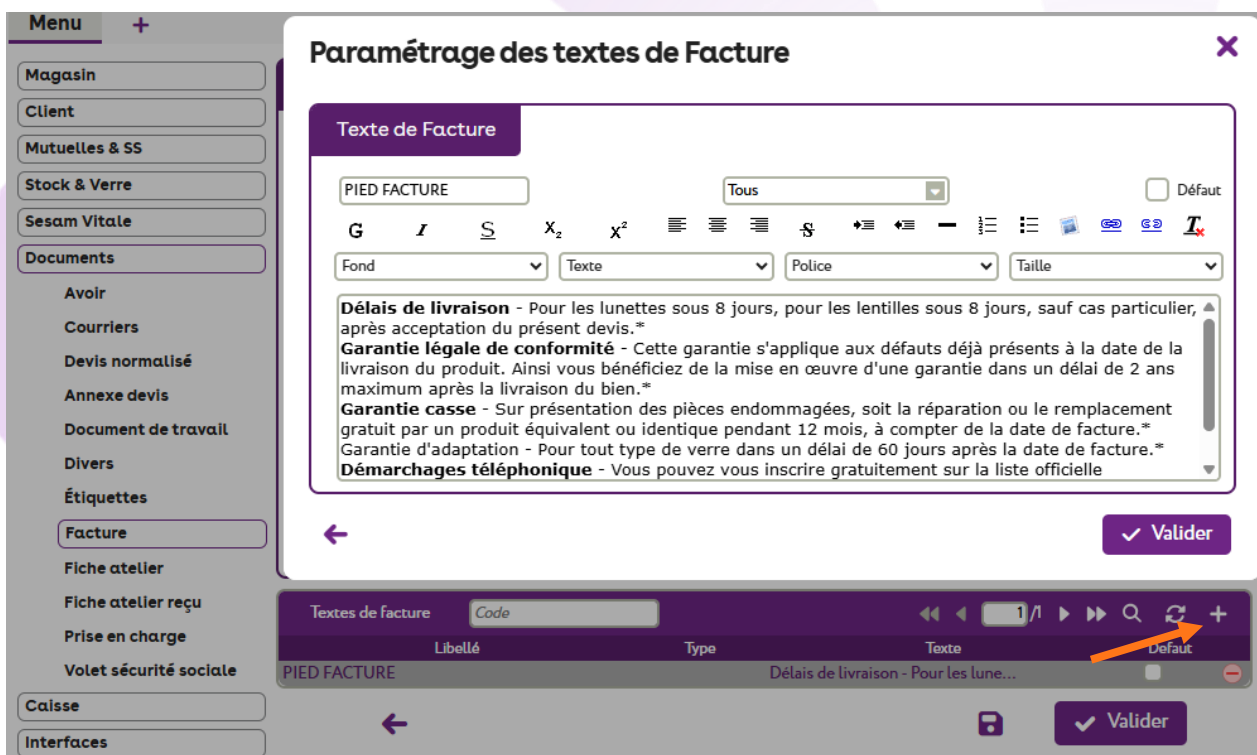 Menu +
Magasin
Client
Mutuelles & SS
Stock & Verre
Sesam Vitale
Documents
Avoir
Courriers
Devis normalisé
Annexe devis
Document de travail
Divers
Étiquettes
Facture
Fiche atelier
Fiche atelier reçu
Prise en charge
Volet sécurité sociale
Caisse
Interfaces
Paramétrage des textes de Facture
Texte de Facture
PIED FACTURE Tous Défaut
G I S X₂ X² S T
Fond Texte Police Taille
Délais de livraison - Pour les lunettes sous 8 jours, pour les lentilles sous 8 jours, sauf cas particulier,
après acceptation du présent devis.*
Garantie légale de conformité - Cette garantie s'applique aux défauts déjà présents à la date de la
livraison du produit. Ainsi vous bénéficiez de la mise en œuvre d'une garantie dans un délai de 2 ans
maximum après la livraison du bien.*
Garantie casse - Sur présentation des pièces endommagées, soit la réparation ou le remplacement
gratuit par un produit équivalent ou identique pendant 12 mois, à compter de la date de facture.*
Garantie d'adaptation - Pour tout type de verre dans un délai de 60 jours après la date de facture.*
Démarchages téléphonique - Vous pouvez vous inscrire gratuitement sur la liste officielle
Valider
Textes de facture Code 1 /1
Libellé Type Texte Defaut
PIED FACTURE Délais de livraison - Pour les lune...
Valider